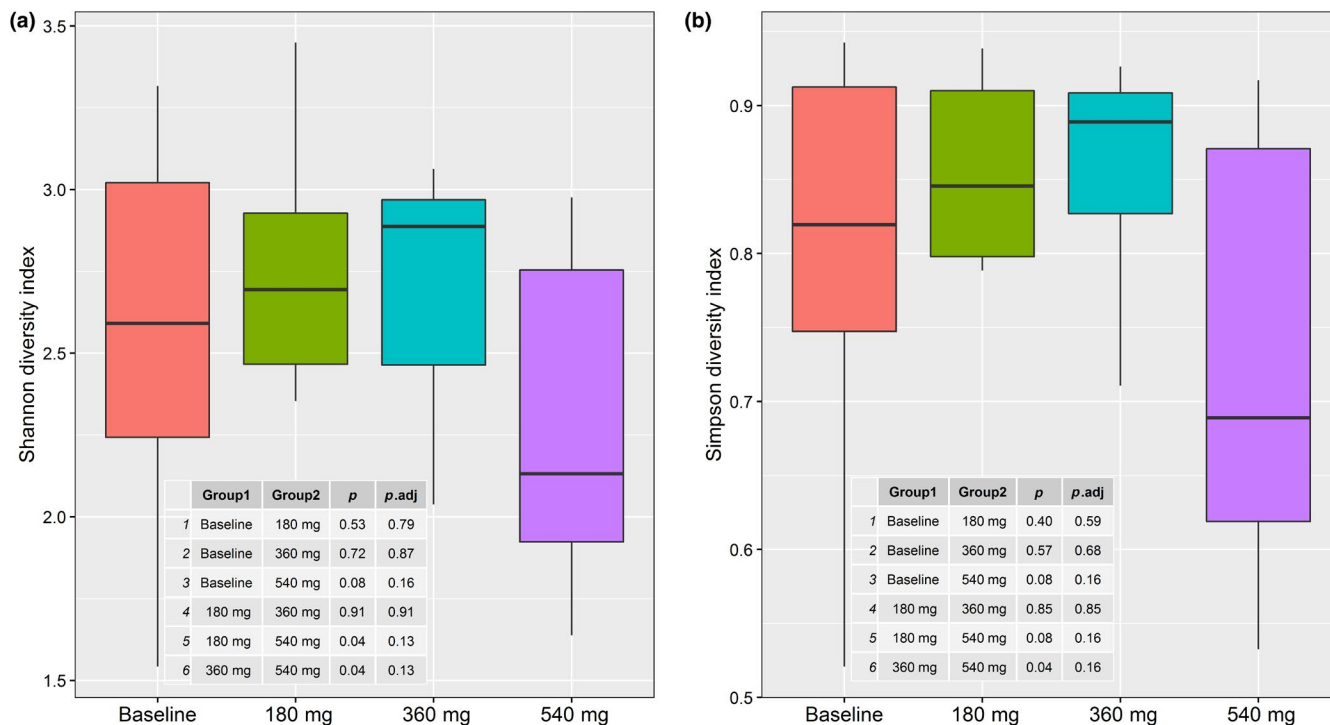 (a)
Shannon diversity index
3.5
3.0
2.5
2.0
1.5
Group1 Group2 p p.adj
1 Baseline 180 mg 0.53 0.79
2 Baseline 360 mg 0.72 0.87
3 Baseline 540 mg 0.08 0.16
4 180 mg 360 mg 0.91 0.91
5 180 mg 540 mg 0.04 0.13
6 360 mg 540 mg 0.04 0.13
Baseline 180 mg 360 mg 540 mg
(b)
Simpson diversity index
0.9
0.8
0.7
0.6
0.5
Group1 Group2 p p.adj
1 Baseline 180 mg 0.40 0.59
2 Baseline 360 mg 0.57 0.68
3 Baseline 540 mg 0.08 0.16
4 180 mg 360 mg 0.85 0.85
5 180 mg 540 mg 0.08 0.16
6 360 mg 540 mg 0.04 0.16
Baseline 180 mg 360 mg 540 mg